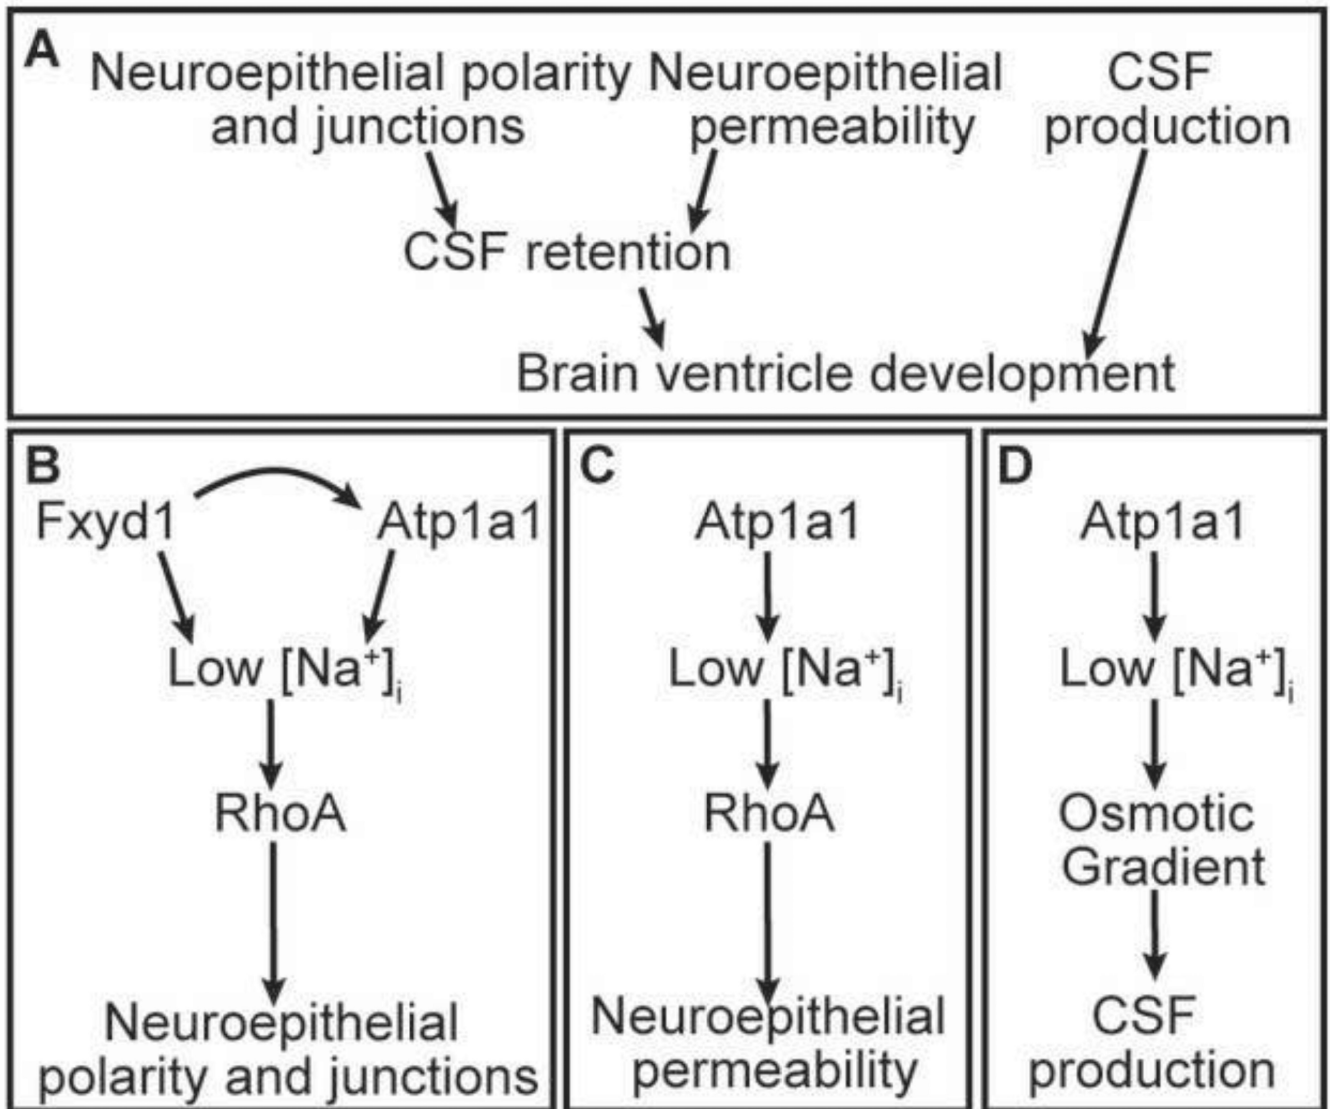 A
Neuroepithelial polarity
and junctions
Neuroepithelial
permeability
CSF
production
CSF retention
Brain ventricle development
B
Fxyd1
Atp1a1
Low [Na⁺]ᵢ
RhoA
Neuroepithelial
polarity and junctions
C
Atp1a1
Low [Na⁺]ᵢ
RhoA
Neuroepithelial
permeability
D
Atp1a1
Low [Na⁺]ᵢ
Osmotic
Gradient
CSF
production